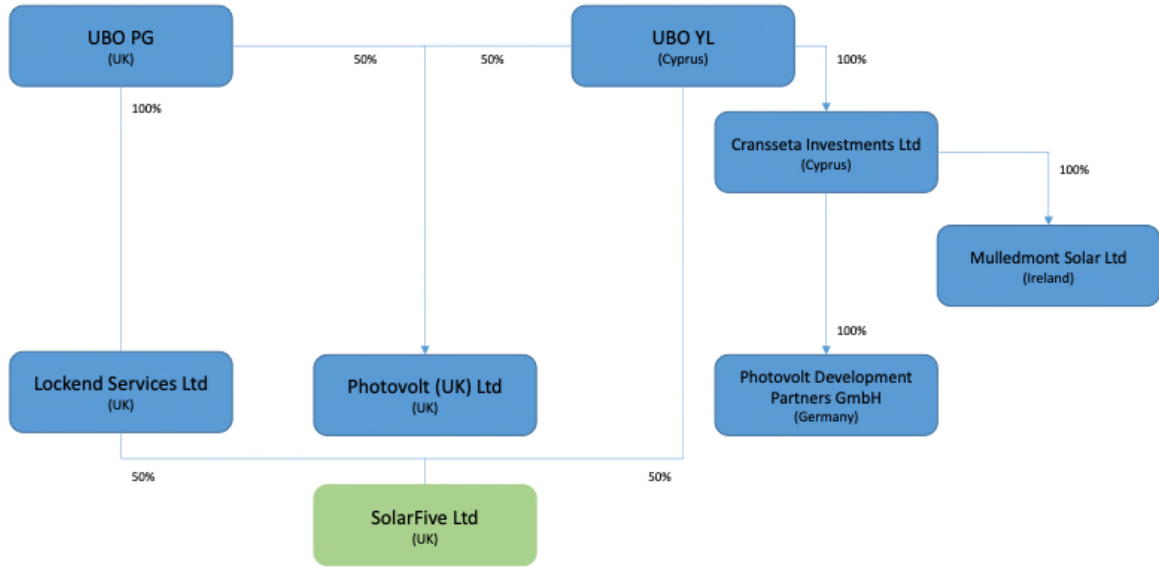 UBO PG
(UK)
50%
50%
UBO YL
(Cyprus)
100%
100%
Cransseta Investments Ltd
(Cyprus)
100%
Mulledmont Solar Ltd
(Ireland)
100%
Lockend Services Ltd
(UK)
Photovolt (UK) Ltd
(UK)
Photovolt Development
Partners GmbH
(Germany)
50%
50%
SolarFive Ltd
(UK)